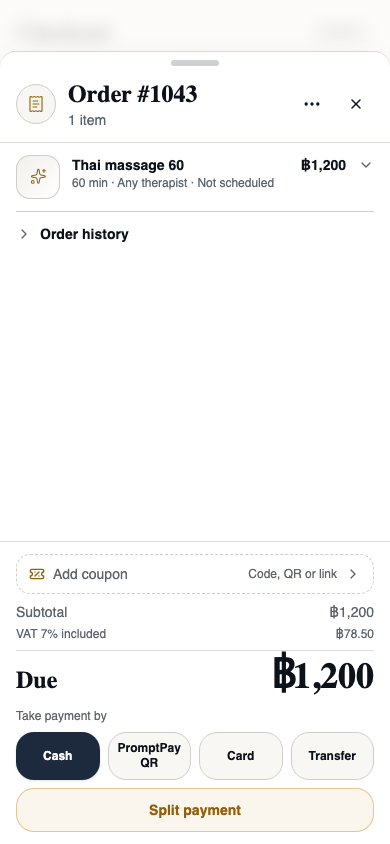 Order #1043
1 item
Thai massage 60
฿1,200
60 min · Any therapist · Not scheduled
Order history
Add coupon
Code, QR or link
Subtotal
฿1,200
VAT 7% included
฿78.50
Due
฿1,200
Take payment by
Cash
PromptPay
QR
Card
Transfer
Split payment